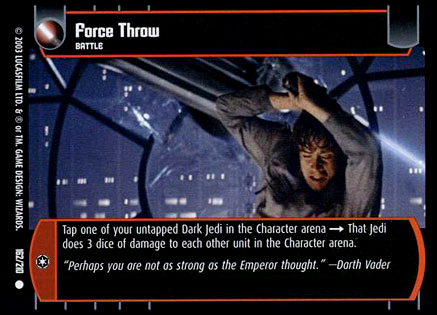 Force Throw
BATTLE
Tap one of your untapped Dark Jedi in the Character arena → That Jedi
does 3 dice of damage to each other unit in the Character arena.
“Perhaps you are not as strong as the Emperor thought.” –Darth Vader
© 2003 LUCASFILM LTD. & ® or TM. GAME DESIGN: WIZARDS.
162/210